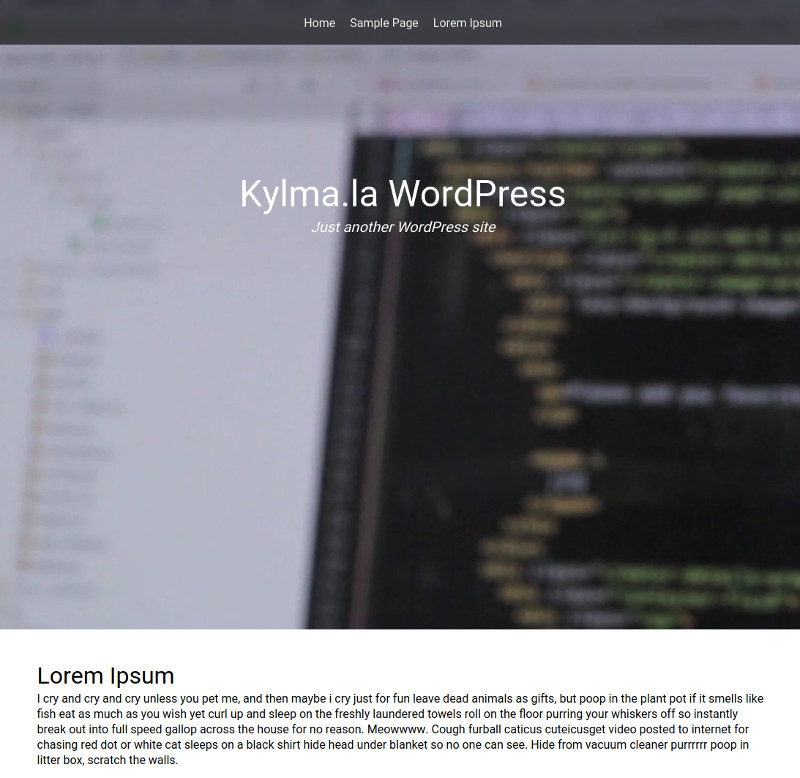 Home Sample Page Lorem Ipsum
Kylma.la WordPress
Just another WordPress site
Lorem Ipsum
I cry and cry and cry unless you pet me, and then maybe i cry just for fun leave dead animals as gifts, but poop in the plant pot if it smells like
fish eat as much as you wish yet curl up and sleep on the freshly laundered towels roll on the floor purring your whiskers off so instantly
break out into full speed gallop across the house for no reason. Meowwww. Cough furball caticus cuteicusget video posted to internet for
chasing red dot or white cat sleeps on a black shirt hide head under blanket so no one can see. Hide from vacuum cleaner purrrrrr poop in
litter box, scratch the walls.